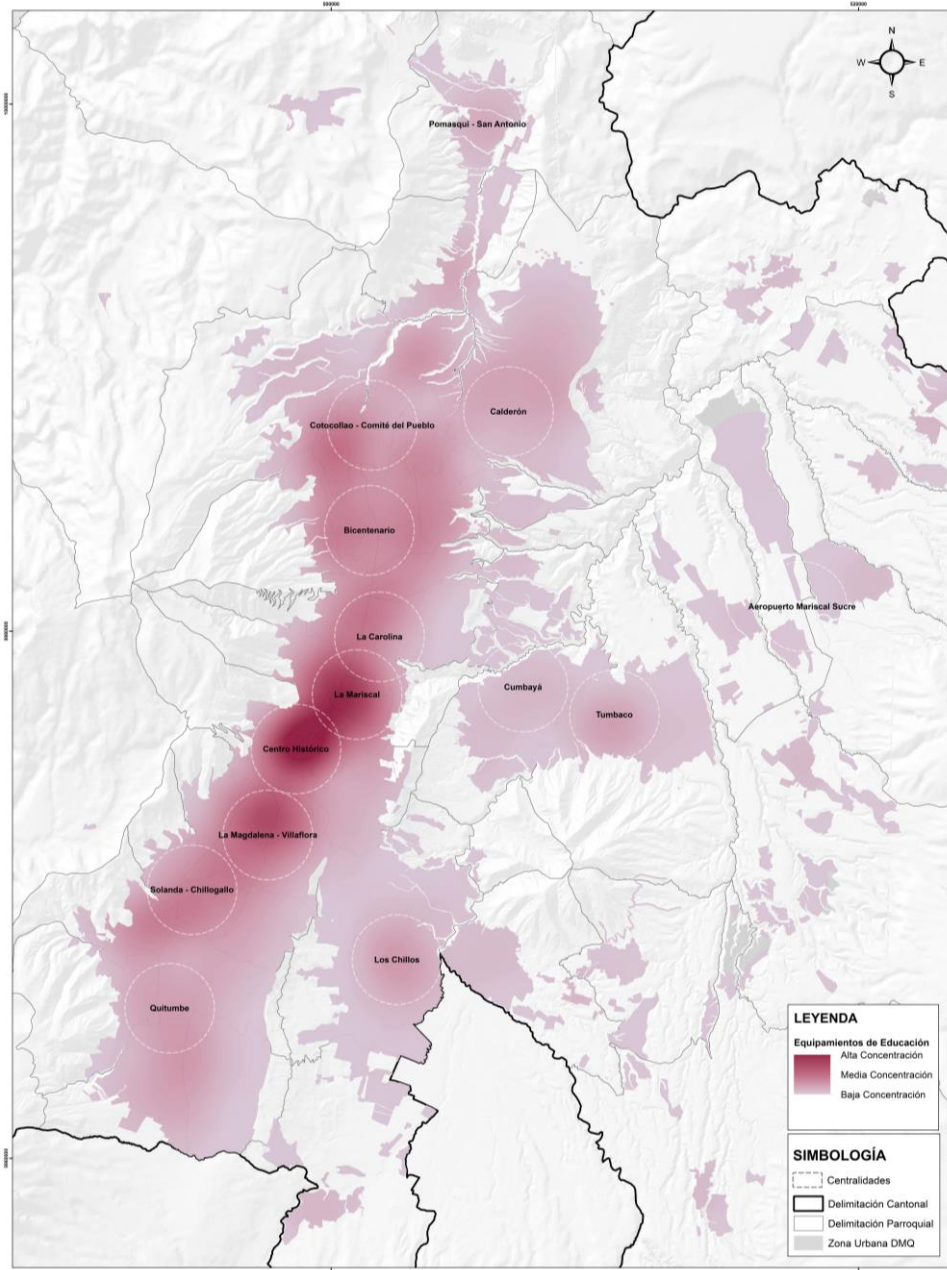 500000
520000
N
W
E
S
Pomasqui - San Antonio
Calderón
Cotocollao - Comité del Pueblo
Bicentenario
Aeropuerto Mariscal Sucre
La Carolina
Cumbayá
La Mariscal
Tumbaco
Centro Histórico
La Magdalena - Villaflora
Solanda - Chillogallo
Los Chillos
Quitumbe
LEYENDA
Equipamientos de Educación
Alta Concentración
Media Concentración
Baja Concentración
SIMBOLOGÍA
Centralidades
Delimitación Cantonal
Delimitación Parroquial
Zona Urbana DMQ